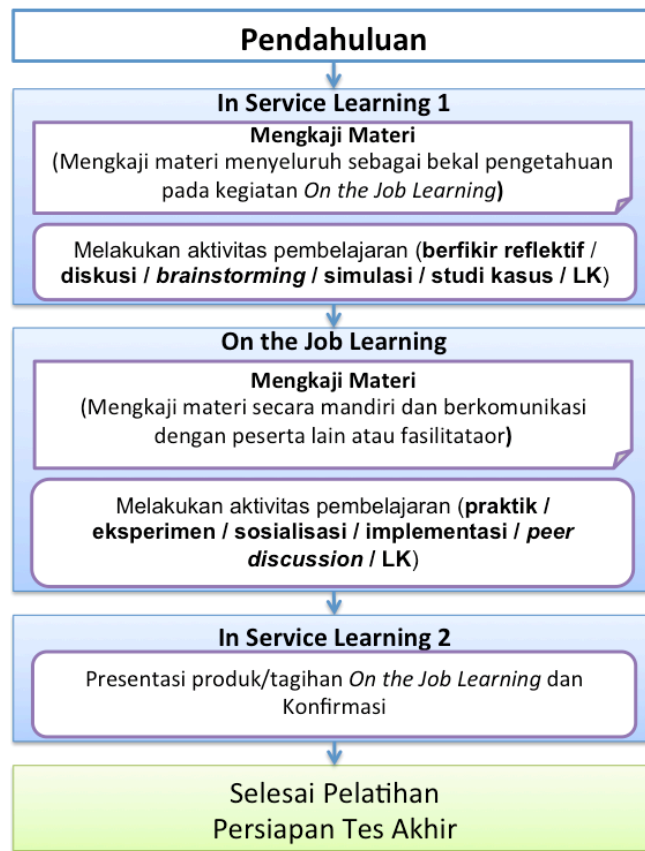 Pendahuluan
In Service Learning 1
Mengkaji Materi
(Mengkaji materi menyeluruh sebagai bekal pengetahuan
pada kegiatan On the Job Learning)
Melakukan aktivitas pembelajaran (berfikir reflektif /
diskusi / brainstorming / simulasi / studi kasus / LK)
On the Job Learning
Mengkaji Materi
(Mengkaji materi secara mandiri dan berkomunikasi
dengan peserta lain atau fasilitataor)
Melakukan aktivitas pembelajaran (praktik /
eksperimen / sosialisasi / implementasi / peer
discussion / LK)
In Service Learning 2
Presentasi produk/tagihan On the Job Learning dan
Konfirmasi
Selesai Pelatihan
Persiapan Tes Akhir